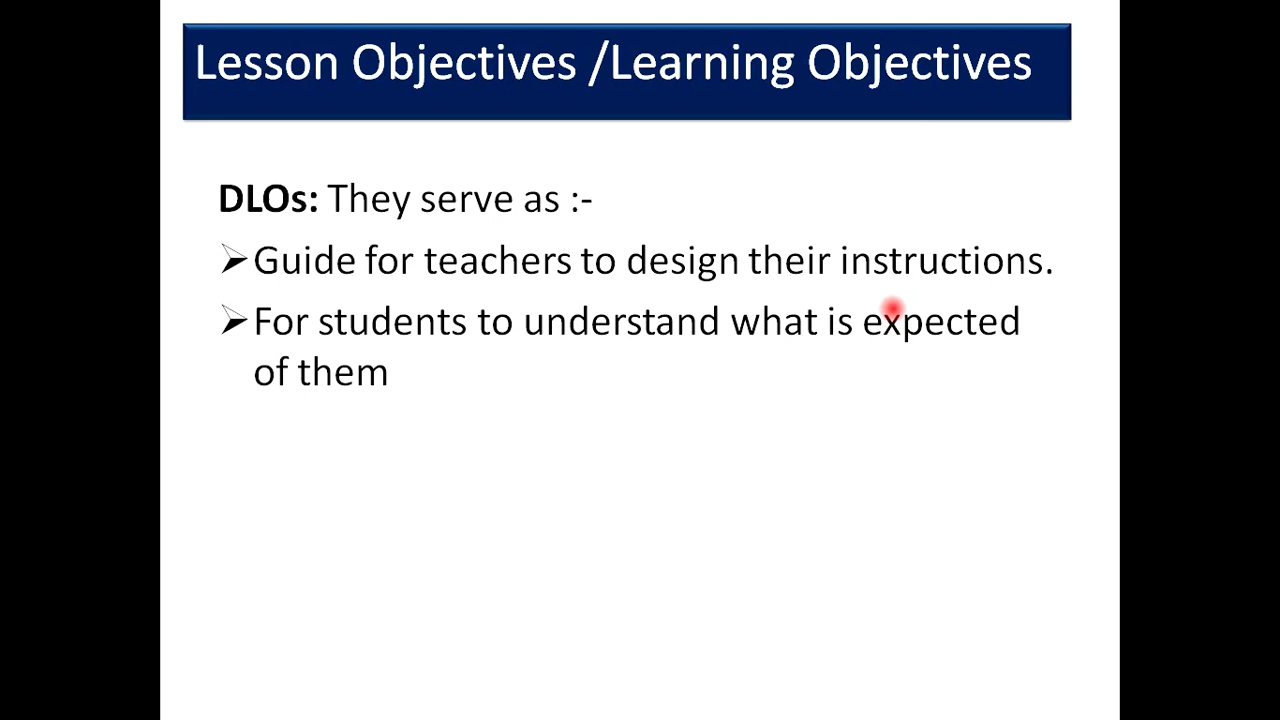 Lesson Objectives /Learning Objectives
DLOs: They serve as :-
➢Guide for teachers to design their instructions.
➢For students to understand what is expected
of them